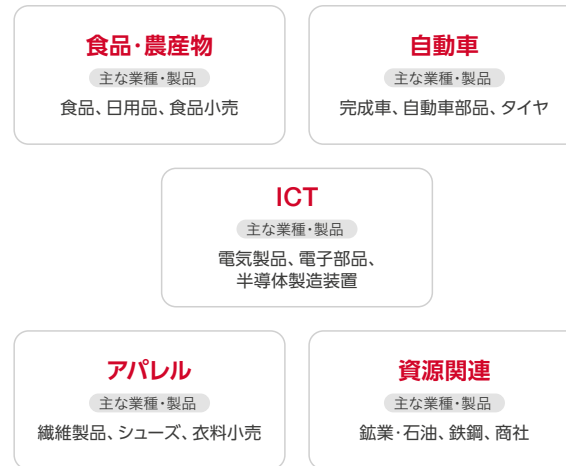 食品・農産物
主な業種・製品
食品、日用品、食品小売
自動車
主な業種・製品
完成車、自動車部品、タイヤ
ICT
主な業種・製品
電気製品、電子部品、
半導体製造装置
アパレル
主な業種・製品
繊維製品、シューズ、衣料小売
資源関連
主な業種・製品
鉱業・石油、鉄鋼、商社